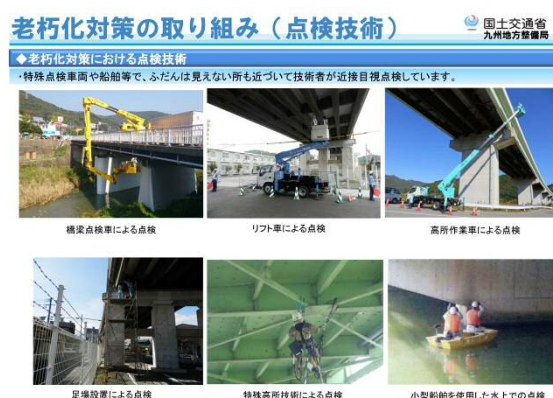 老朽化対策の取り組み（点検技術）
国土交通省
九州地方整備局
◆老朽化対策における点検技術
・特殊点検車両や船舶等で、ふだんは見えない所も近づいて技術者が近接目視点検しています。
橋梁点検車による点検
リフト車による点検
高所作業車による点検
足場設置による点検
特殊高所技術による点検
小型船舶を使用した水上での点検